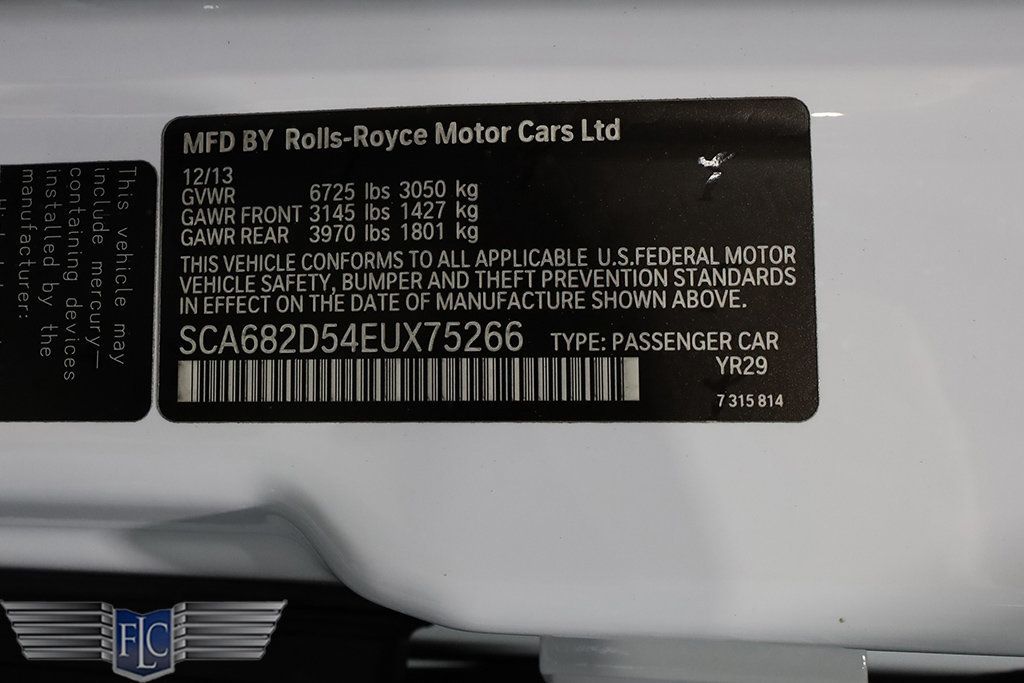 MFD BY Rolls-Royce Motor Cars Ltd
12/13
GVWR 6725 lbs 3050 kg
GAWR FRONT 3145 lbs 1427 kg
GAWR REAR 3970 lbs 1801 kg
THIS VEHICLE CONFORMS TO ALL APPLICABLE U.S.FEDERAL MOTOR
VEHICLE SAFETY, BUMPER AND THEFT PREVENTION STANDARDS
IN EFFECT ON THE DATE OF MANUFACTURE SHOWN ABOVE.
SCA682D54EUX75266 TYPE: PASSENGER CAR
YR29
7 315 814
This vehicle may
include mercury-
containing devices
installed by the
manufacturer:
FLC